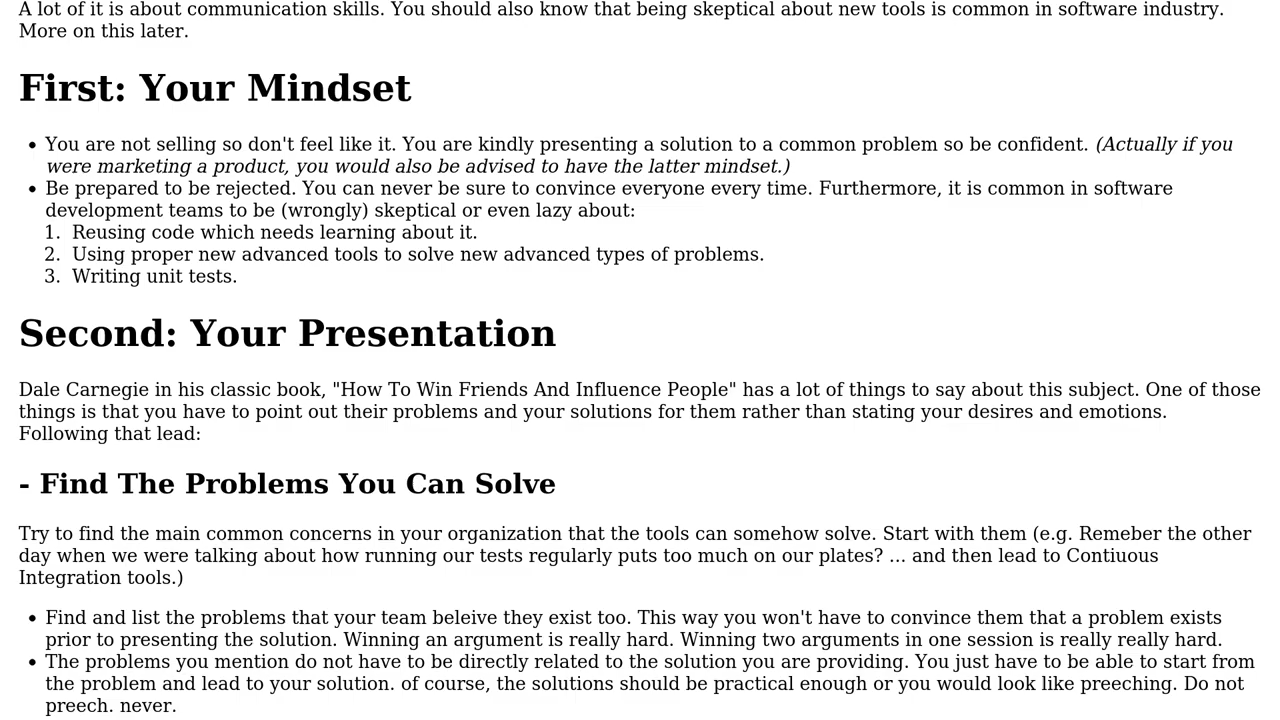 A lot of it is about communication skills. You should also know that being skeptical about new tools is common in software industry.
More on this later.
First: Your Mindset
• You are not selling so don't feel like it. You are kindly presenting a solution to a common problem so be confident. (Actually if you
were marketing a product, you would also be advised to have the latter mindset.)
• Be prepared to be rejected. You can never be sure to convince everyone every time. Furthermore, it is common in software
development teams to be (wrongly) skeptical or even lazy about:
1. Reusing code which needs learning about it.
2. Using proper new advanced tools to solve new advanced types of problems.
3. Writing unit tests.
Second: Your Presentation
Dale Carnegie in his classic book, "How To Win Friends And Influence People" has a lot of things to say about this subject. One of those
things is that you have to point out their problems and your solutions for them rather than stating your desires and emotions.
Following that lead:
- Find The Problems You Can Solve
Try to find the main common concerns in your organization that the tools can somehow solve. Start with them (e.g. Remeber the other
day when we were talking about how running our tests regularly puts too much on our plates? ... and then lead to Contiuous
Integration tools.)
• Find and list the problems that your team beleive they exist too. This way you won't have to convince them that a problem exists
prior to presenting the solution. Winning an argument is really hard. Winning two arguments in one session is really really hard.
• The problems you mention do not have to be directly related to the solution you are providing. You just have to be able to start from
the problem and lead to your solution. of course, the solutions should be practical enough or you would look like preeching. Do not
preech. never.